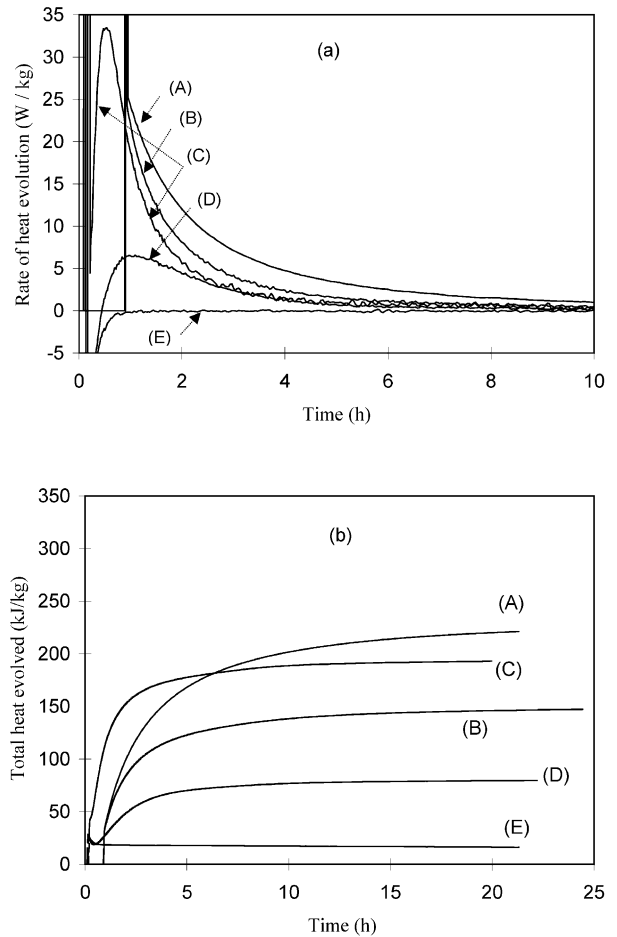 35
(a)
30
(A)
25
(B)
20
(C)
15
(D)
10
5
0
(E)
-5
0 2 4 6 8 10
Rate of heat evolution (W / kg)
Time (h)
350
(b)
300
250
(A)
200
(C)
150
(B)
100
(D)
50
(E)
0
0 5 10 15 20 25
Total heat evolved (kJ/kg)
Time (h)